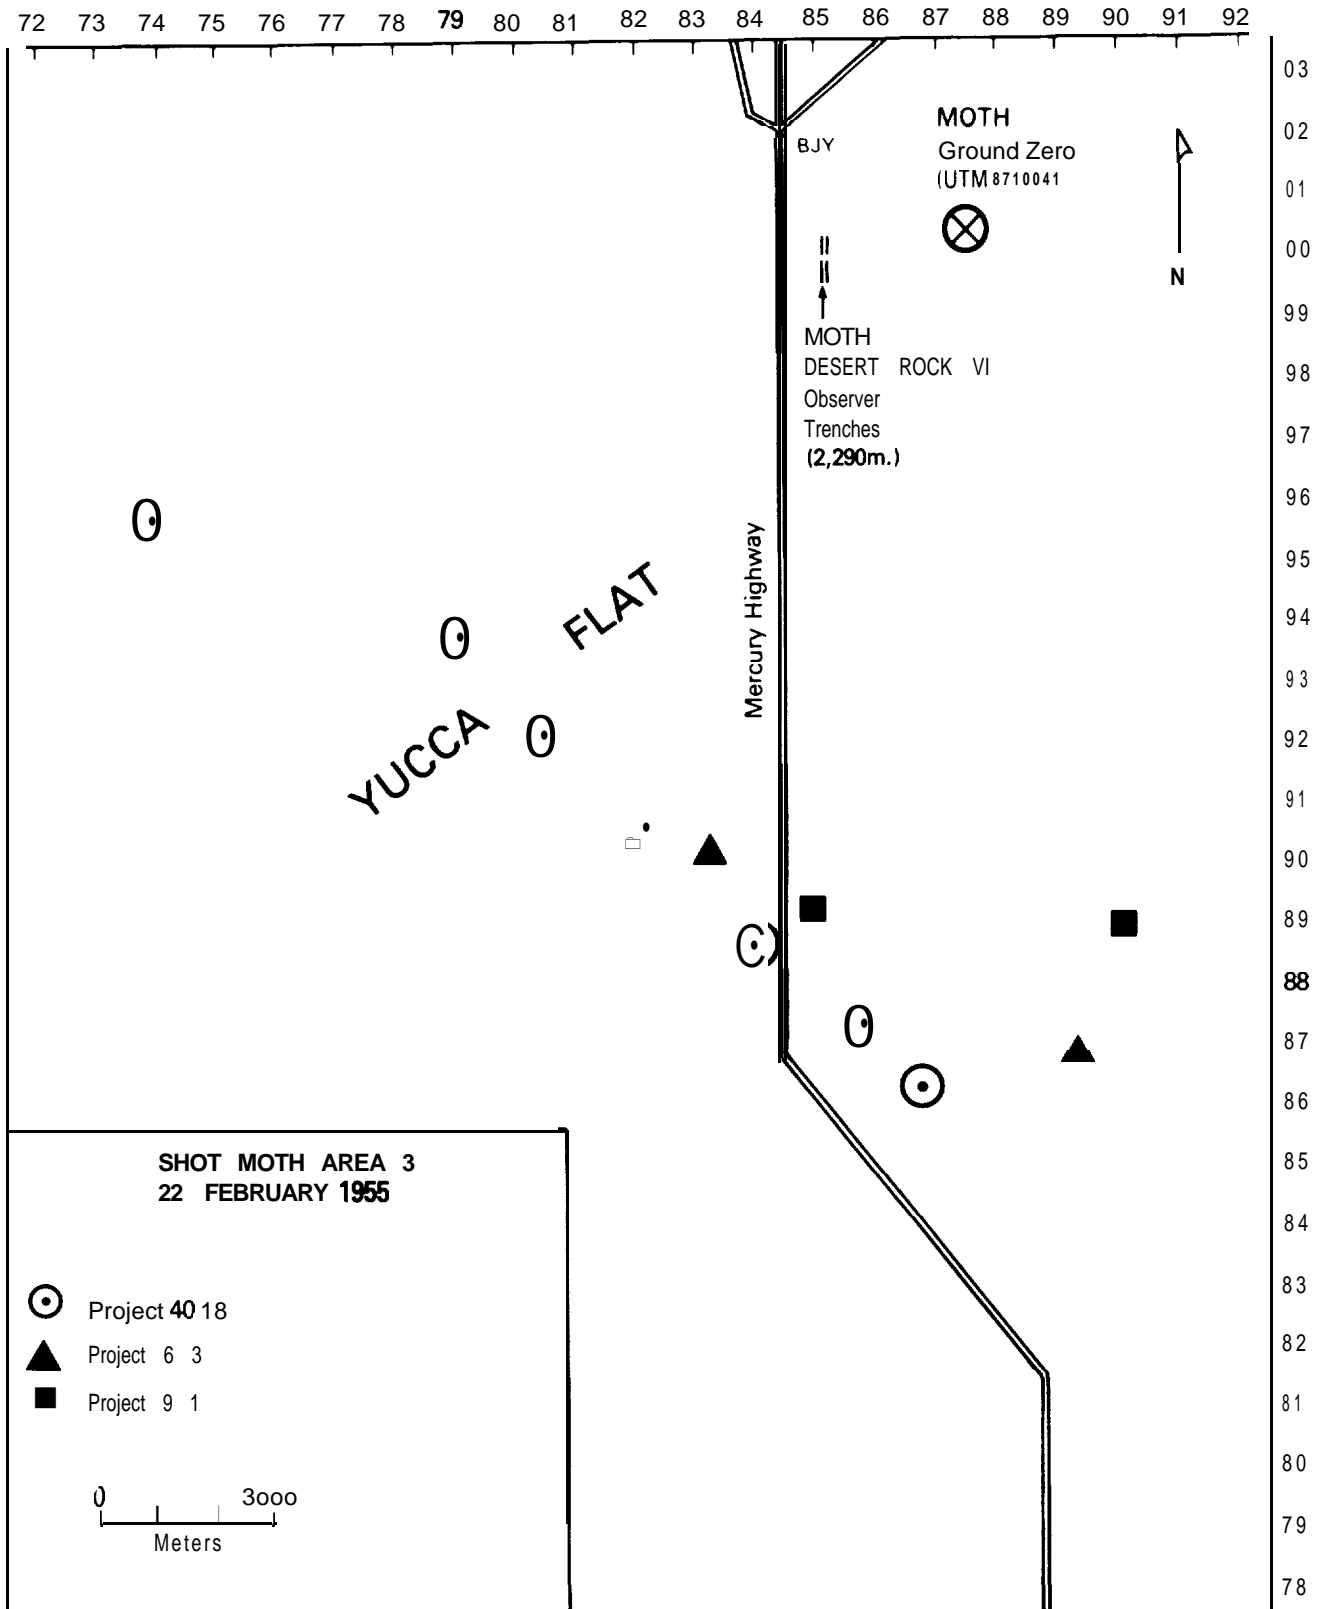 72 73 74 75 76 77 78 79 80 81 82 83 84 85 86 87 88 89 90 91 92
03
MOTH
02
BJY
Ground Zero
(UTM 8710041
01
00
N
99
MOTH
DESERT ROCK VI
98
Observer
Trenches
97
(2,290m.)
96
95
Mercury Highway
FLAT
94
93
YUCCA
92
91
90
89
88
87
86
SHOT MOTH AREA 3
85
22 FEBRUARY 1955
84
83
Project 40 18
82
Project 6 3
Project 9 1
81
80
0 3ooo
Meters
79
78